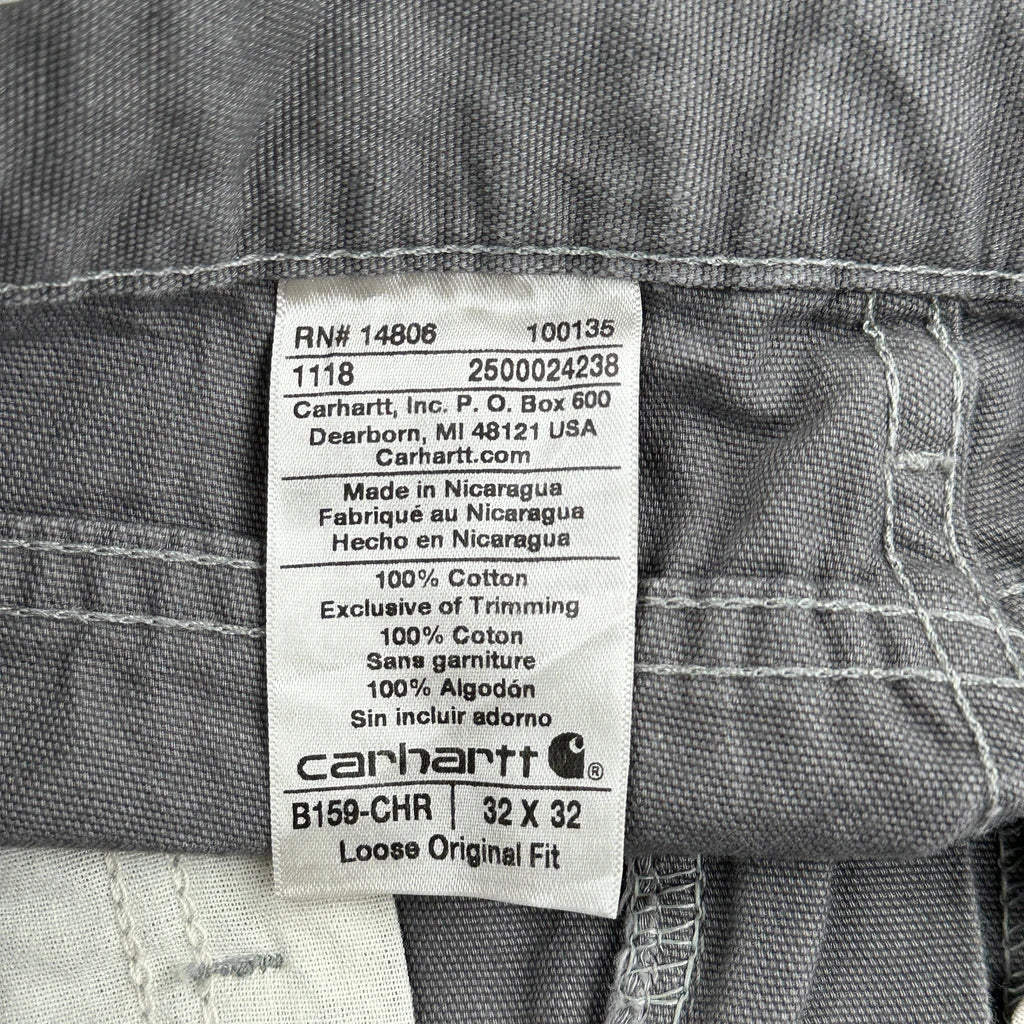 RN# 14806 100135
1118 2500024238
Carhartt, Inc. P. O. Box 600
Dearborn, MI 48121 USA
Carhartt.com
Made in Nicaragua
Fabriqué au Nicaragua
Hecho en Nicaragua
100% Cotton
Exclusive of Trimming
100% Coton
Sans garniture
100% Algodón
Sin incluir adorno
carhartt ®
B159-CHR | 32 X 32
Loose Original Fit